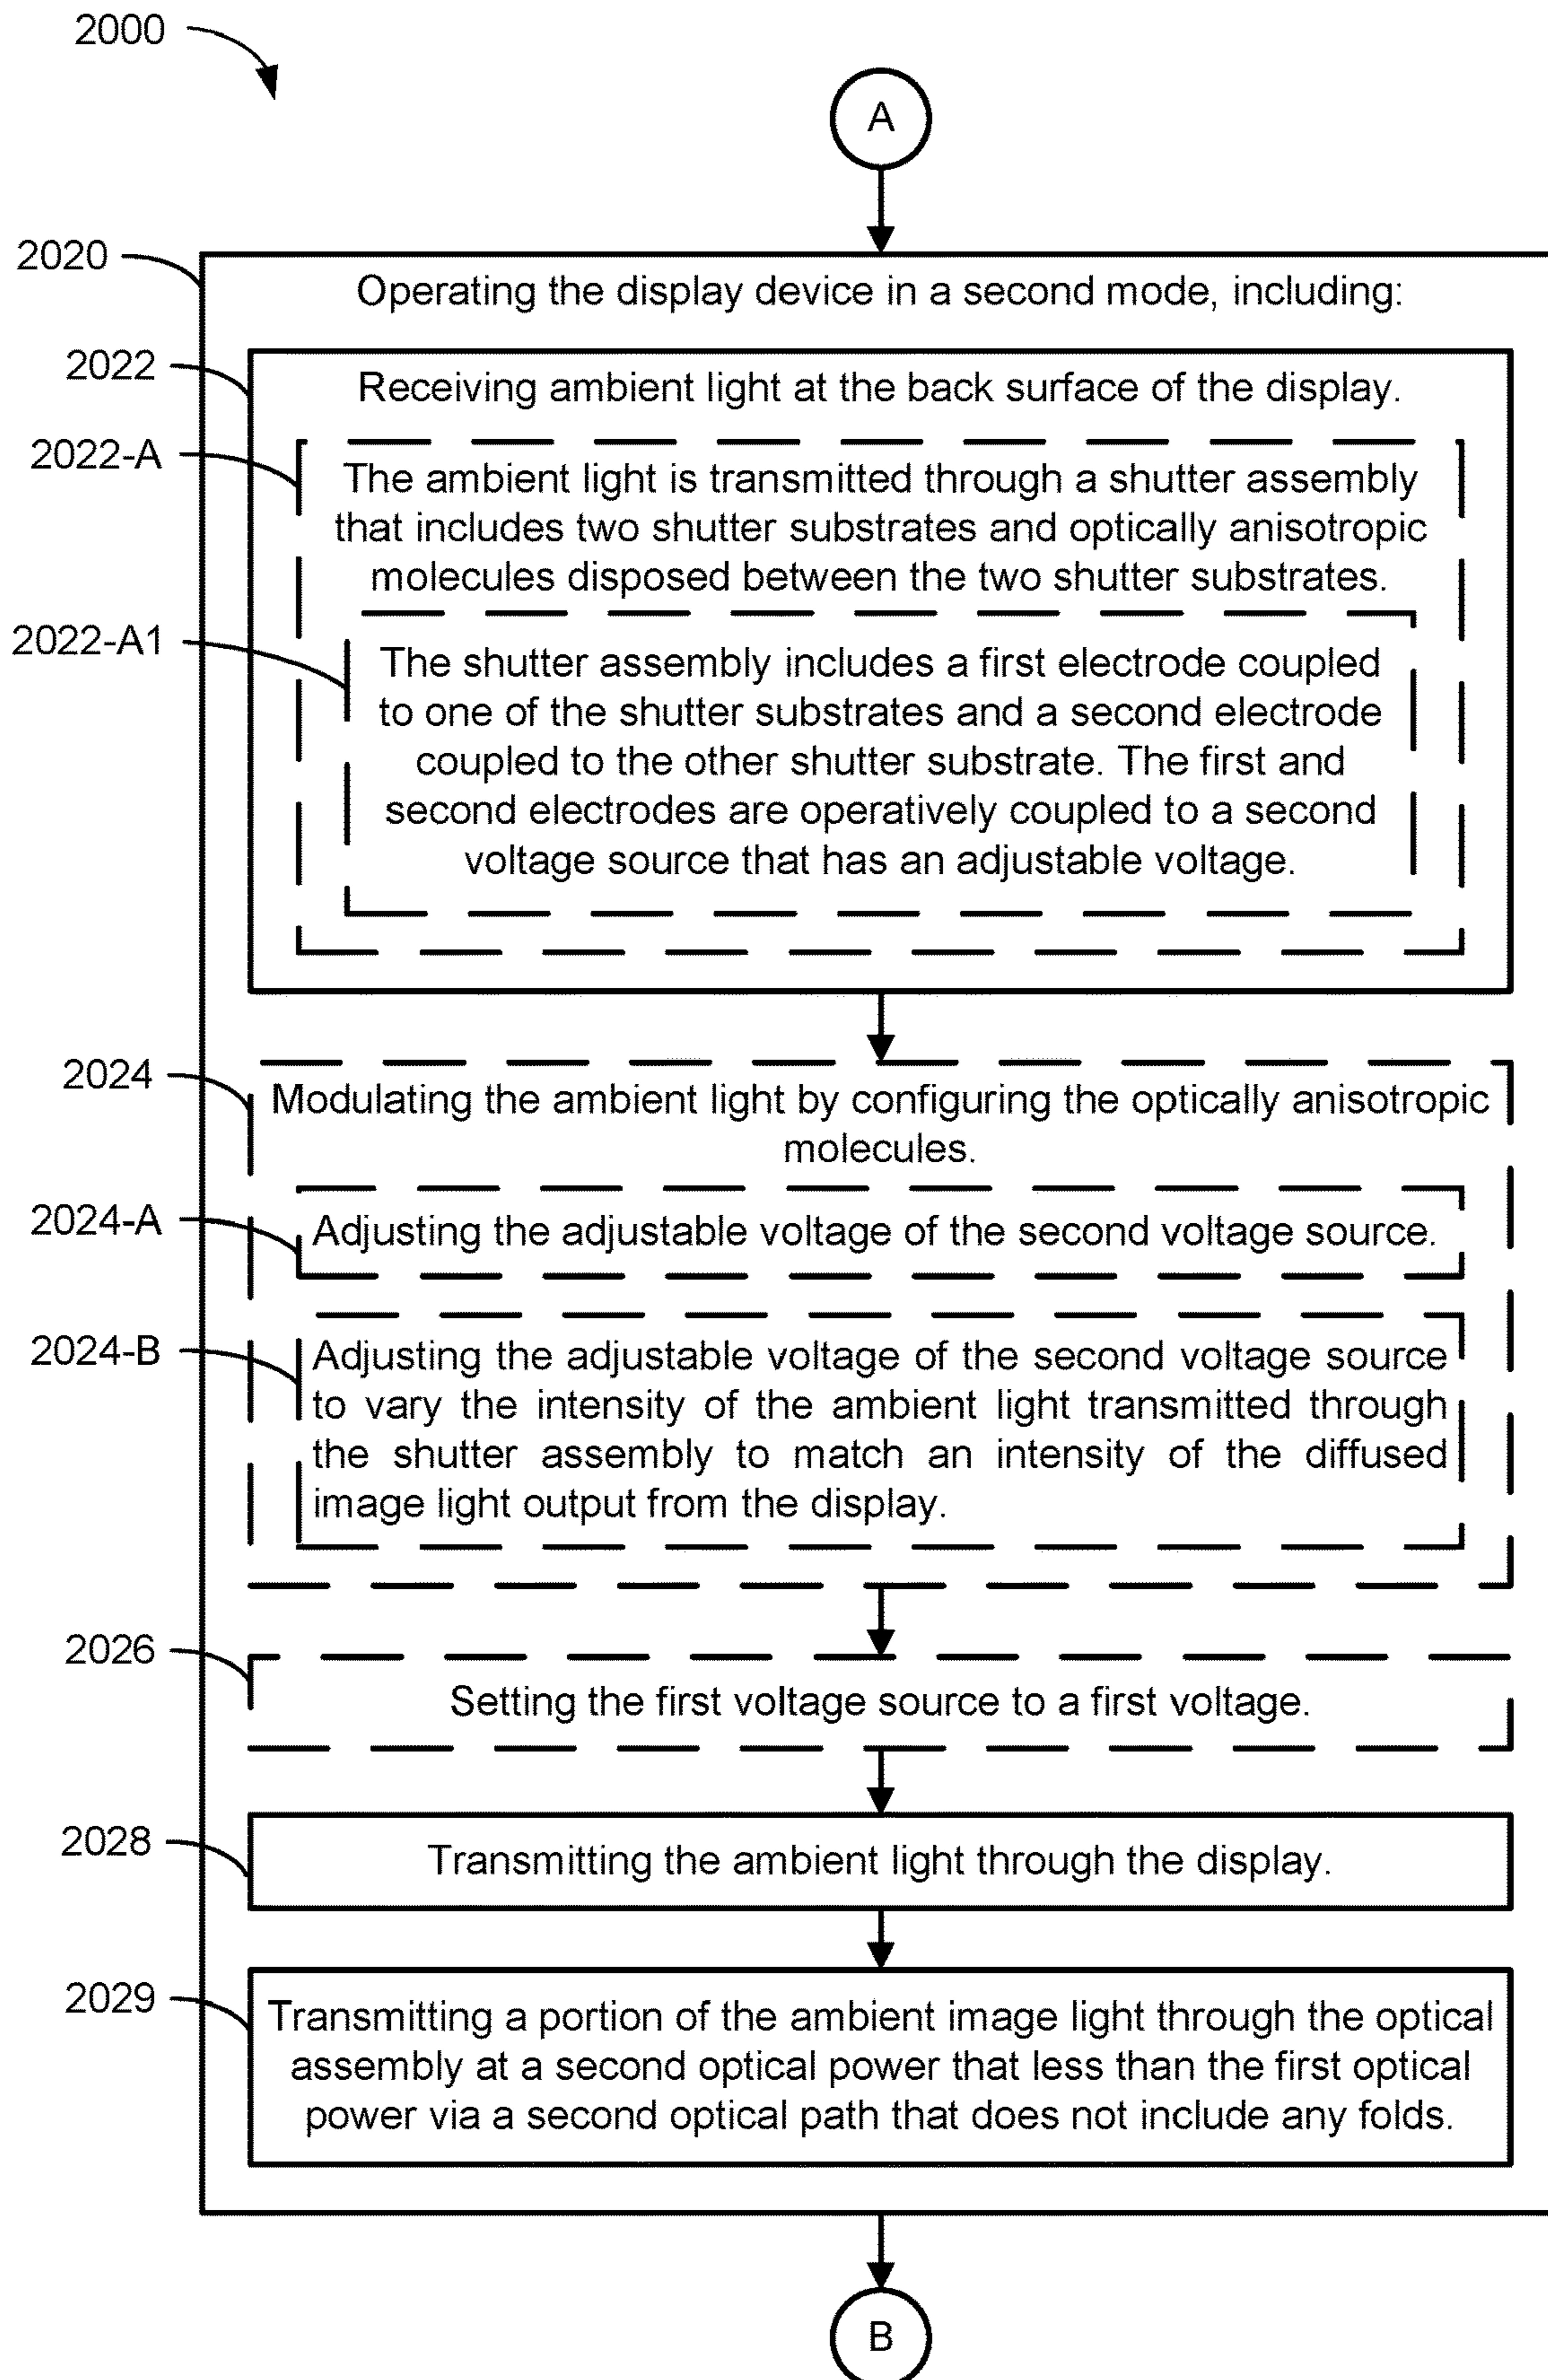 2000
A
2020
Operating the display device in a second mode, including:
2022
Receiving ambient light at the back surface of the display.
2022-A
The ambient light is transmitted through a shutter assembly
that includes two shutter substrates and optically anisotropic
molecules disposed between the two shutter substrates.
2022-A1
The shutter assembly includes a first electrode coupled
to one of the shutter substrates and a second electrode
coupled to the other shutter substrate. The first and
second electrodes are operatively coupled to a second
voltage source that has an adjustable voltage.
2024
Modulating the ambient light by configuring the optically anisotropic
molecules.
2024-A
Adjusting the adjustable voltage of the second voltage source.
2024-B
Adjusting the adjustable voltage of the second voltage source
to vary the intensity of the ambient light transmitted through
the shutter assembly to match an intensity of the diffused
image light output from the display.
2026
Setting the first voltage source to a first voltage.
2028
Transmitting the ambient light through the display.
2029
Transmitting a portion of the ambient image light through the optical
assembly at a second optical power that less than the first optical
power via a second optical path that does not include any folds.
B